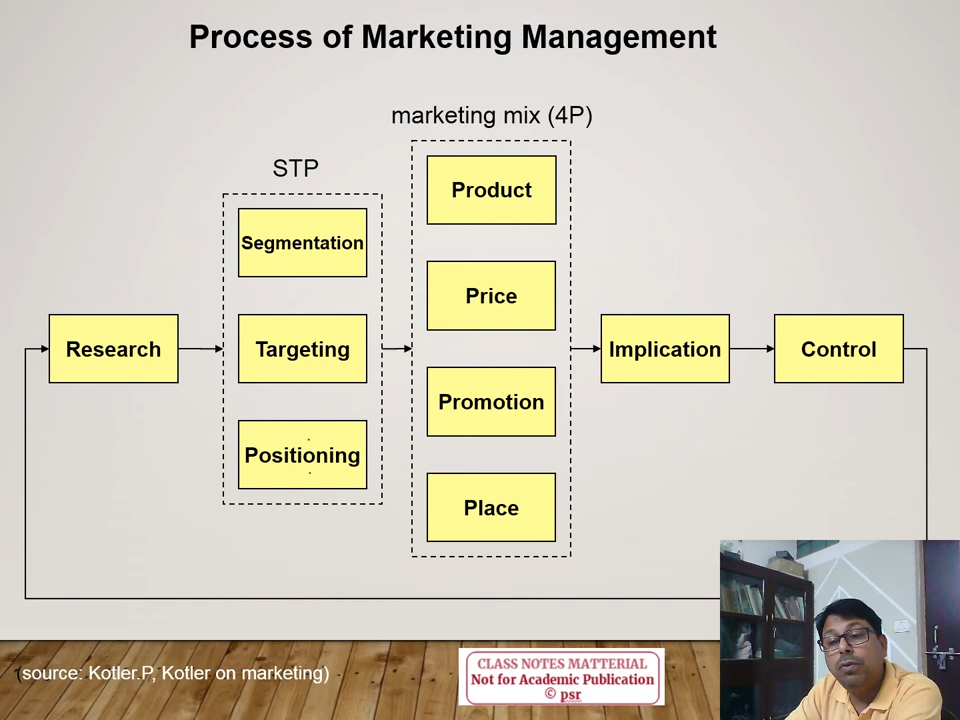 Process of Marketing Management
marketing mix (4P)
STP
Product
Segmentation
Price
Research
Targeting
Implication
Control
Promotion
Positioning
Place
(source: Kotler.P, Kotler on marketing)
CLASS NOTES MATTERIAL
Not for Academic Publication
© psr